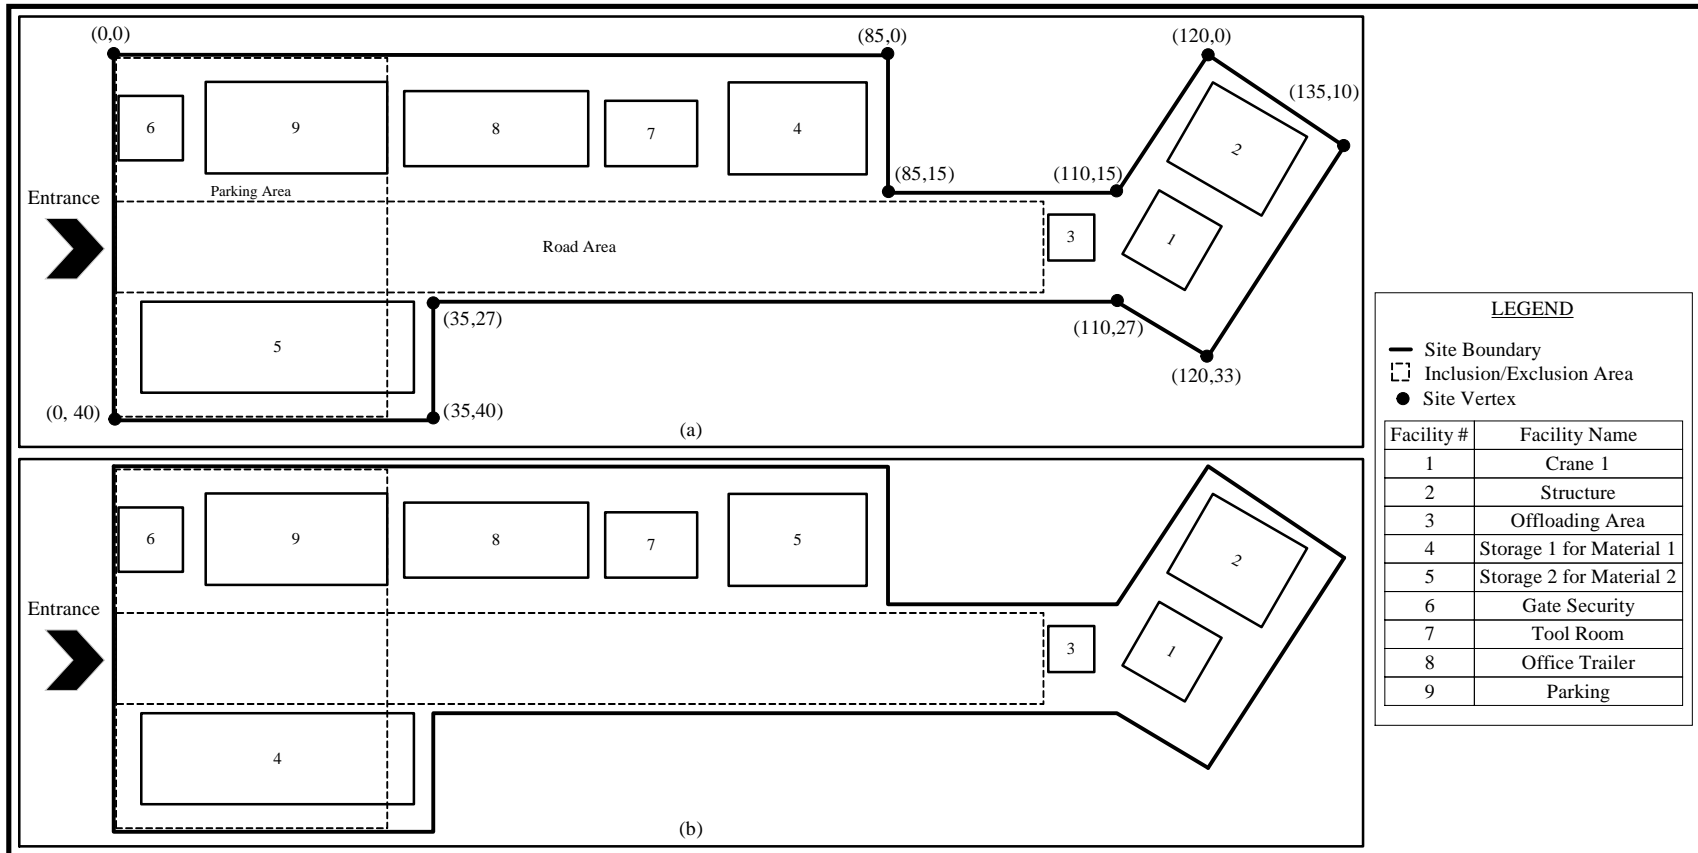 (0,0)
(85,0)
(120,0)
(135,10)
6
9
8
7
4
2
Parking Area
(85,15)
(110,15)
Entrance
Road Area
3
1
(35,27)
(110,27)
5
(120,33)
(0, 40)
(35,40)
(a)
6
9
8
7
5
2
Entrance
3
1
4
(b)
LEGEND
Site Boundary
Inclusion/Exclusion Area
Site Vertex
Facility # Facility Name
1 Crane 1
2 Structure
3 Offloading Area
4 Storage 1 for Material 1
5 Storage 2 for Material 2
6 Gate Security
7 Tool Room
8 Office Trailer
9 Parking